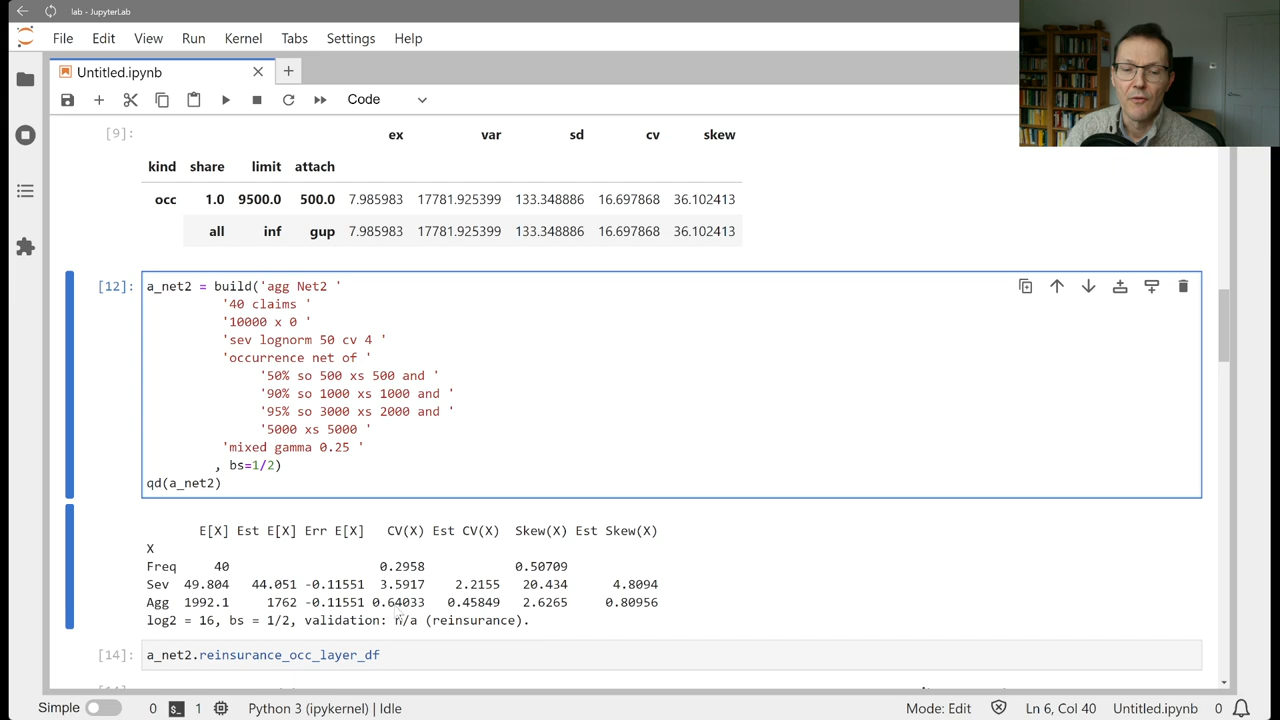 lab - JupyterLab
File Edit View Run Kernel Tabs Settings Help
Untitled.ipynb
Code
[9]:
ex var sd cv skew
kind share limit attach
occ 1.0 9500.0 500.0 7.985983 17781.925399 133.348886 16.697868 36.102413
all inf gup 7.985983 17781.925399 133.348886 16.697868 36.102413
[12]: a_net2 = build('agg Net2 '
'40 claims '
'10000 x 0 '
'sev lognorm 50 cv 4 '
'occurrence net of '
'50% so 500 xs 500 and '
'90% so 1000 xs 1000 and '
'95% so 3000 xs 2000 and '
'5000 xs 5000 '
'mixed gamma 0.25 '
, bs=1/2)
qd(a_net2)
E[X] Est E[X] Err E[X] CV(X) Est CV(X) Skew(X) Est Skew(X)
X
Freq 40 0.2958 0.50709
Sev 49.804 44.051 -0.11551 3.5917 2.2155 20.434 4.8094
Agg 1992.1 1762 -0.11551 0.64033 0.45849 2.6265 0.80956
log2 = 16, bs = 1/2, validation: n/a (reinsurance).
[14]: a_net2.reinsurance_occ_layer_df
Simple 0 1 Python 3 (ipykernel) | Idle Mode: Edit Ln 6, Col 40 Untitled.ipynb 0